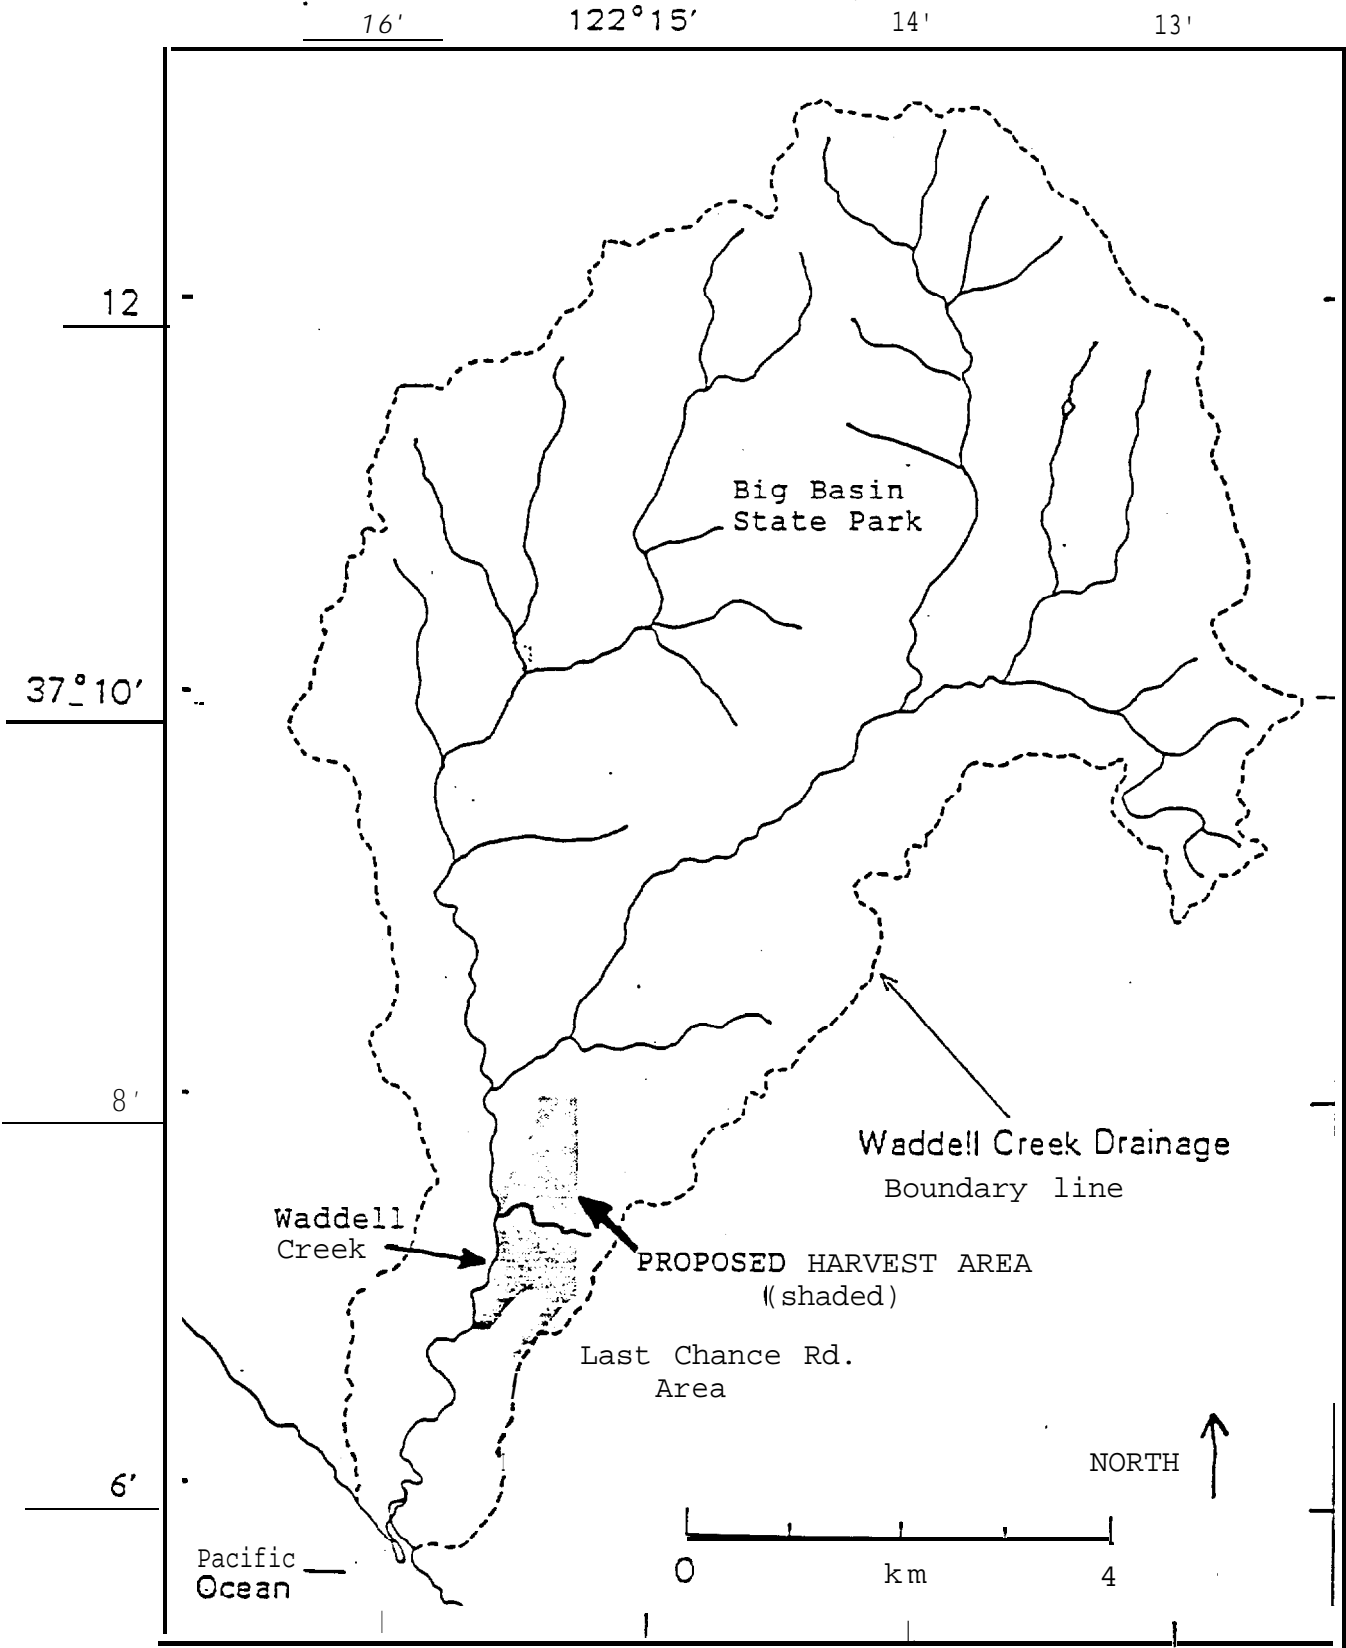 16' 122°15' 14' 13'
12
Big Basin
State Park
37°10'
8'
Waddell Creek Drainage
Boundary line
Waddell
Creek
PROPOSED HARVEST AREA
(shaded)
Last Chance Rd.
Area
NORTH
6'
Pacific
Ocean
0 km 4